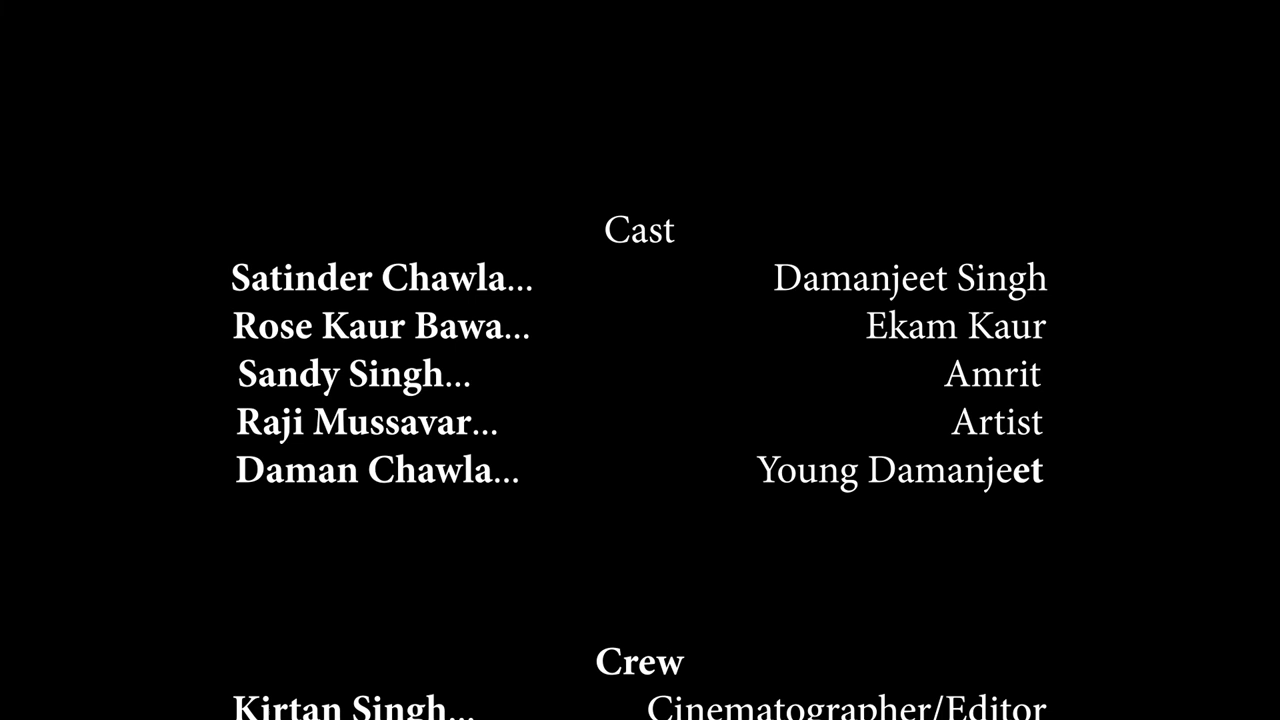 Cast
Satinder Chawla... Damanjeet Singh
Rose Kaur Bawa... Ekam Kaur
Sandy Singh... Amrit
Raji Mussavar... Artist
Daman Chawla... Young Damanjeet
Crew
Kirtan Singh... Cinematographer/Editor